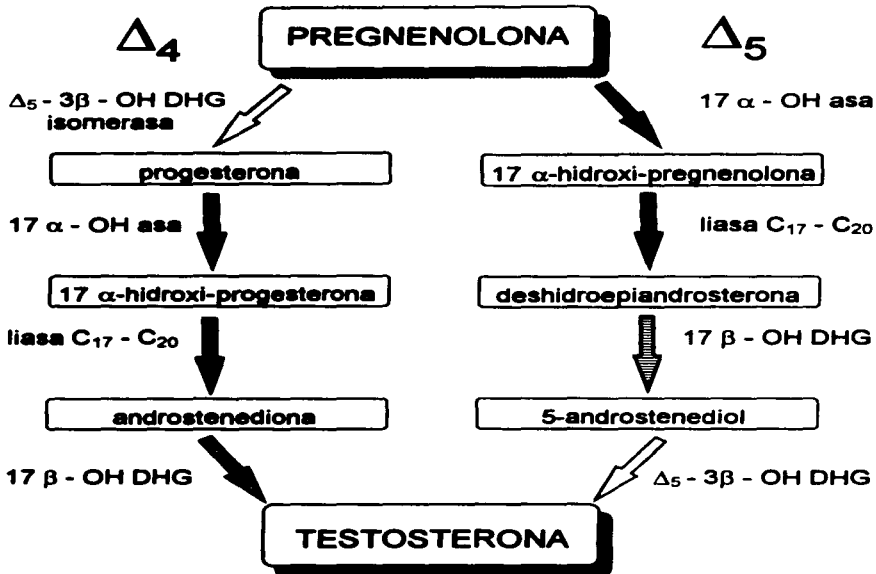 Δ4
PREGNENOLONA
Δ5
Δ5 - 3β - OH DHG
isomerasa
17 α - OH asa
progesterona
17 α-hidroxi-pregnenolona
17 α - OH asa
liasa C17 - C20
17 α-hidroxi-progesterona
deshidroepiandrosterona
liasa C17 - C20
17 β - OH DHG
androstenediona
5-androstenediol
17 β - OH DHG
Δ5 - 3β - OH DHG
TESTOSTERONA